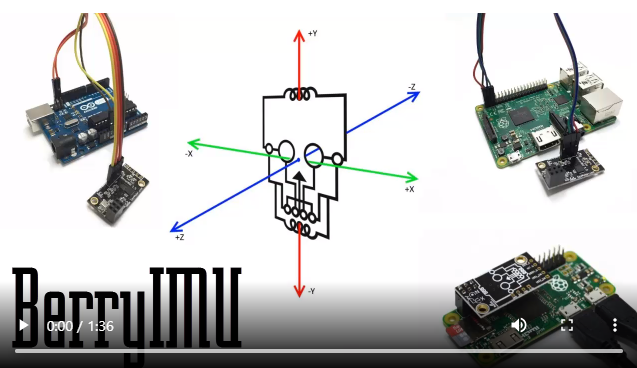 +Y
-Z
-X
+X
+Z
-Y
BerryIMU
0:00 / 1:36